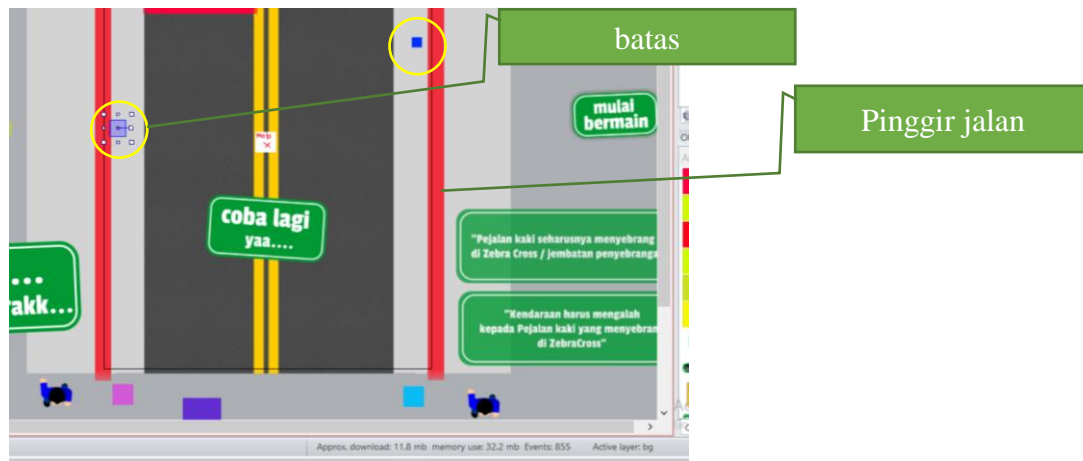 batas
Pinggir jalan
mulai
bermain
coba lagi
yaa....
"Pejalan kaki seharusnya menyebrang
di Zebra Cross / jembatan penyebranga
...
akk...
"Kendaraan harus mengalah
kepada Pejalan kaki yang menyebran
di ZebraCross"
Approx. download: 11.8 mb memory use: 32.2 mb Events: 855 Active layer: bg